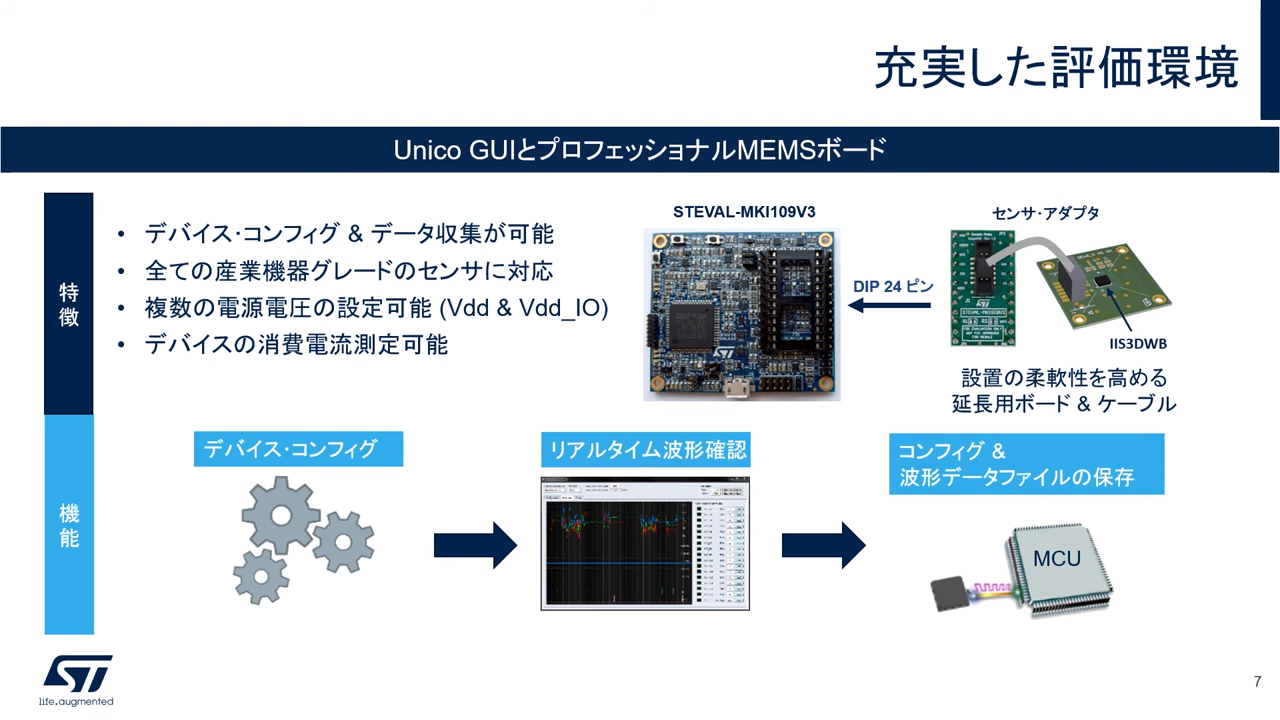 充実した評価環境
Unico GUIとプロフェッショナルMEMSボード
特徴
• デバイス・コンフィグ & データ収集が可能
• 全ての産業機器グレードのセンサに対応
• 複数の電源電圧の設定可能 (Vdd & Vdd_IO)
• デバイスの消費電流測定可能
STEVAL-MKI109V3
DIP 24 ピン
センサ・アダプタ
IIS3DWB
設置の柔軟性を高める
延長用ボード & ケーブル
機能
デバイス・コンフィグ
リアルタイム波形確認
コンフィグ &
波形データファイルの保存
MCU
ST
life.augmented
7